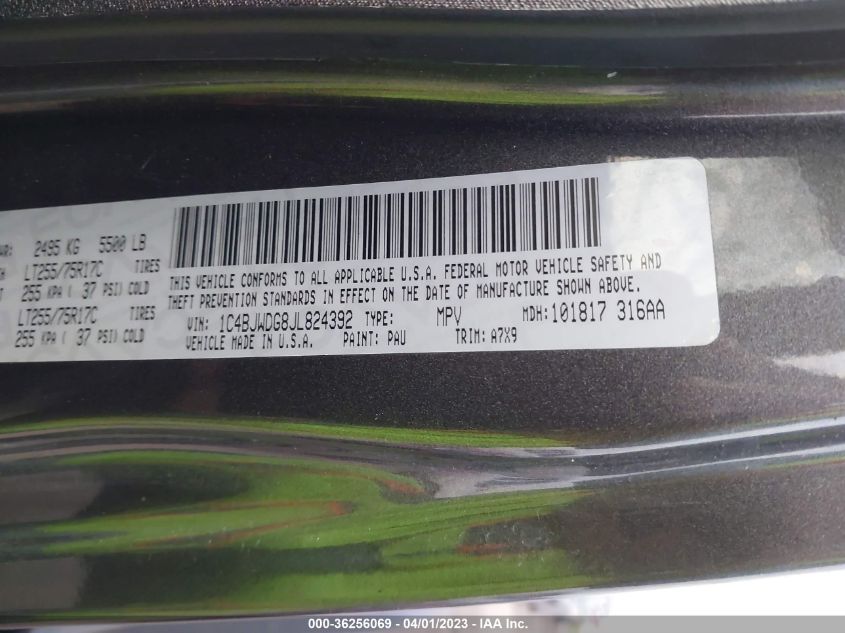 2495 KG 5500 LB
LT255/75R17C TIRES
255 KPA ( 37 PSI) COLD
LT255/75R17C TIRES
255 KPA ( 37 PSI) COLD
THIS VEHICLE CONFORMS TO ALL APPLICABLE U.S.A. FEDERAL MOTOR VEHICLE SAFETY AND
THEFT PREVENTION STANDARDS IN EFFECT ON THE DATE OF MANUFACTURE SHOWN ABOVE.
VIN: 1C4BJWDG8JL824392 TYPE: MPV MDH:101817 316AA
VEHICLE MADE IN U.S.A. PAINT: PAU TRIM: A7X9
000-36256069 - 04/01/2023 - IAA Inc.